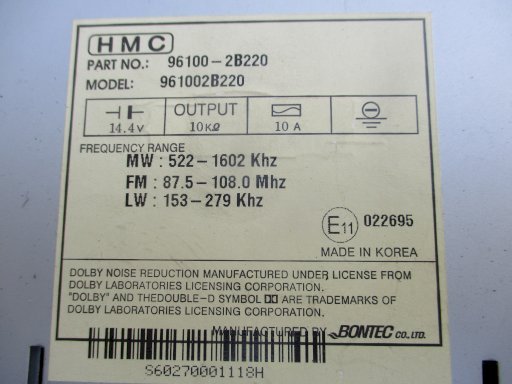 HMC
PART NO.: 96100-2B220
MODEL: 961002B220
14.4V OUTPUT 10KΩ 10 A
FREQUENCY RANGE
MW : 522-1602 Khz
FM : 87.5-108.0 Mhz
LW : 153-279 Khz
E11 022695
MADE IN KOREA
DOLBY NOISE REDUCTION MANUFACTURED UNDER LICENSE FROM
DOLBY LABORATORIES LICENSING CORPORATION.
"DOLBY" AND THEDOUBLE-D SYMBOL DD ARE TRADEMARKS OF
DOLBY LABORATORIES LICENSING CORPORATION.
MANUFACTURED BY BONTEC CO., LTD.
S60270001118H